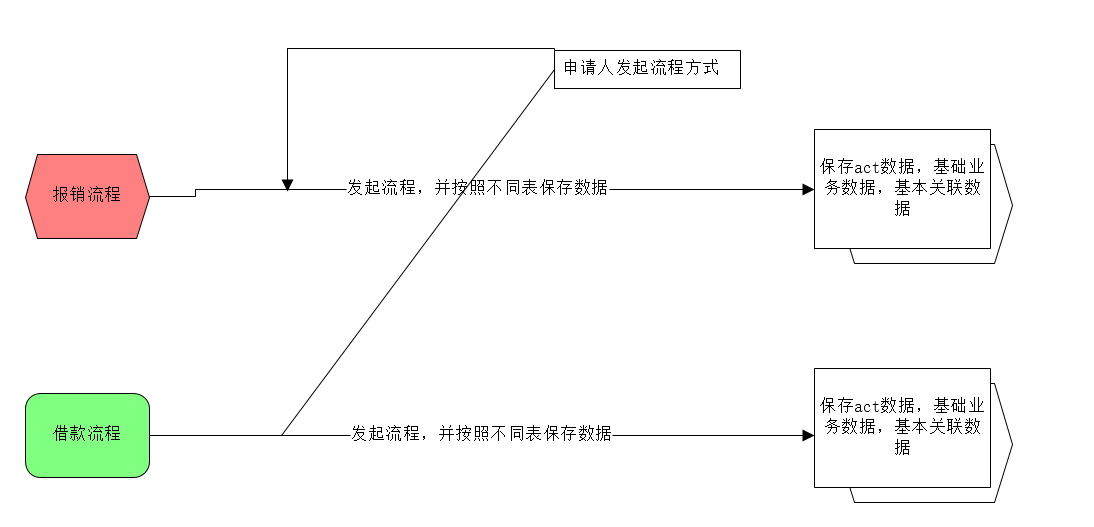 申请人发起流程方式
报销流程
发起流程，并按照不同表保存数据
保存act数据，基础业
务数据，基本关联数
据
借款流程
发起流程，并按照不同表保存数据
保存act数据，基础业
务数据，基本关联数
据